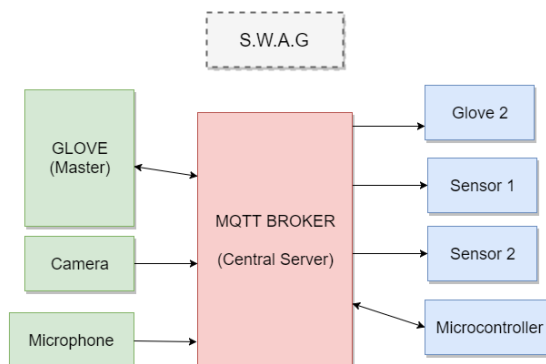 S.W.A.G
GLOVE
(Master)
Camera
Microphone
MQTT BROKER
(Central Server)
Glove 2
Sensor 1
Sensor 2
Microcontroller